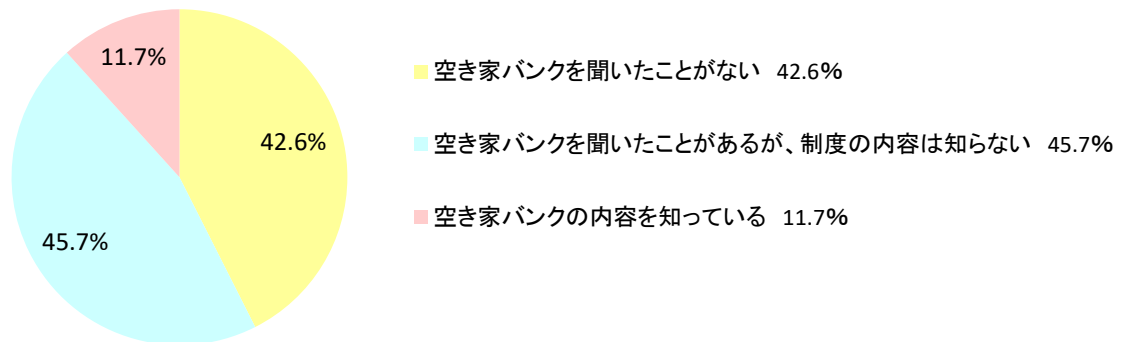 11.7%
42.6%
45.7%
空き家バンクを聞いたことがない 42.6%
空き家バンクを聞いたことがあるが、制度の内容は知らない 45.7%
空き家バンクの内容を知っている 11.7%